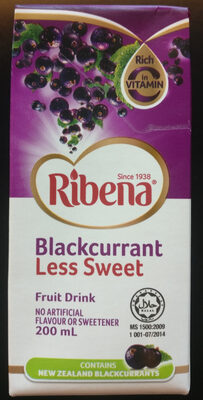 Rich
in
VITAMIN
Since 1938
Ribena®
Blackcurrant
Less Sweet
Fruit Drink
NO ARTIFICIAL
FLAVOUR OR SWEETENER
200 mL
HALAL
MS 1500:2009
1 001-07/2014
CONTAINS
NEW ZEALAND BLACKCURRANTS